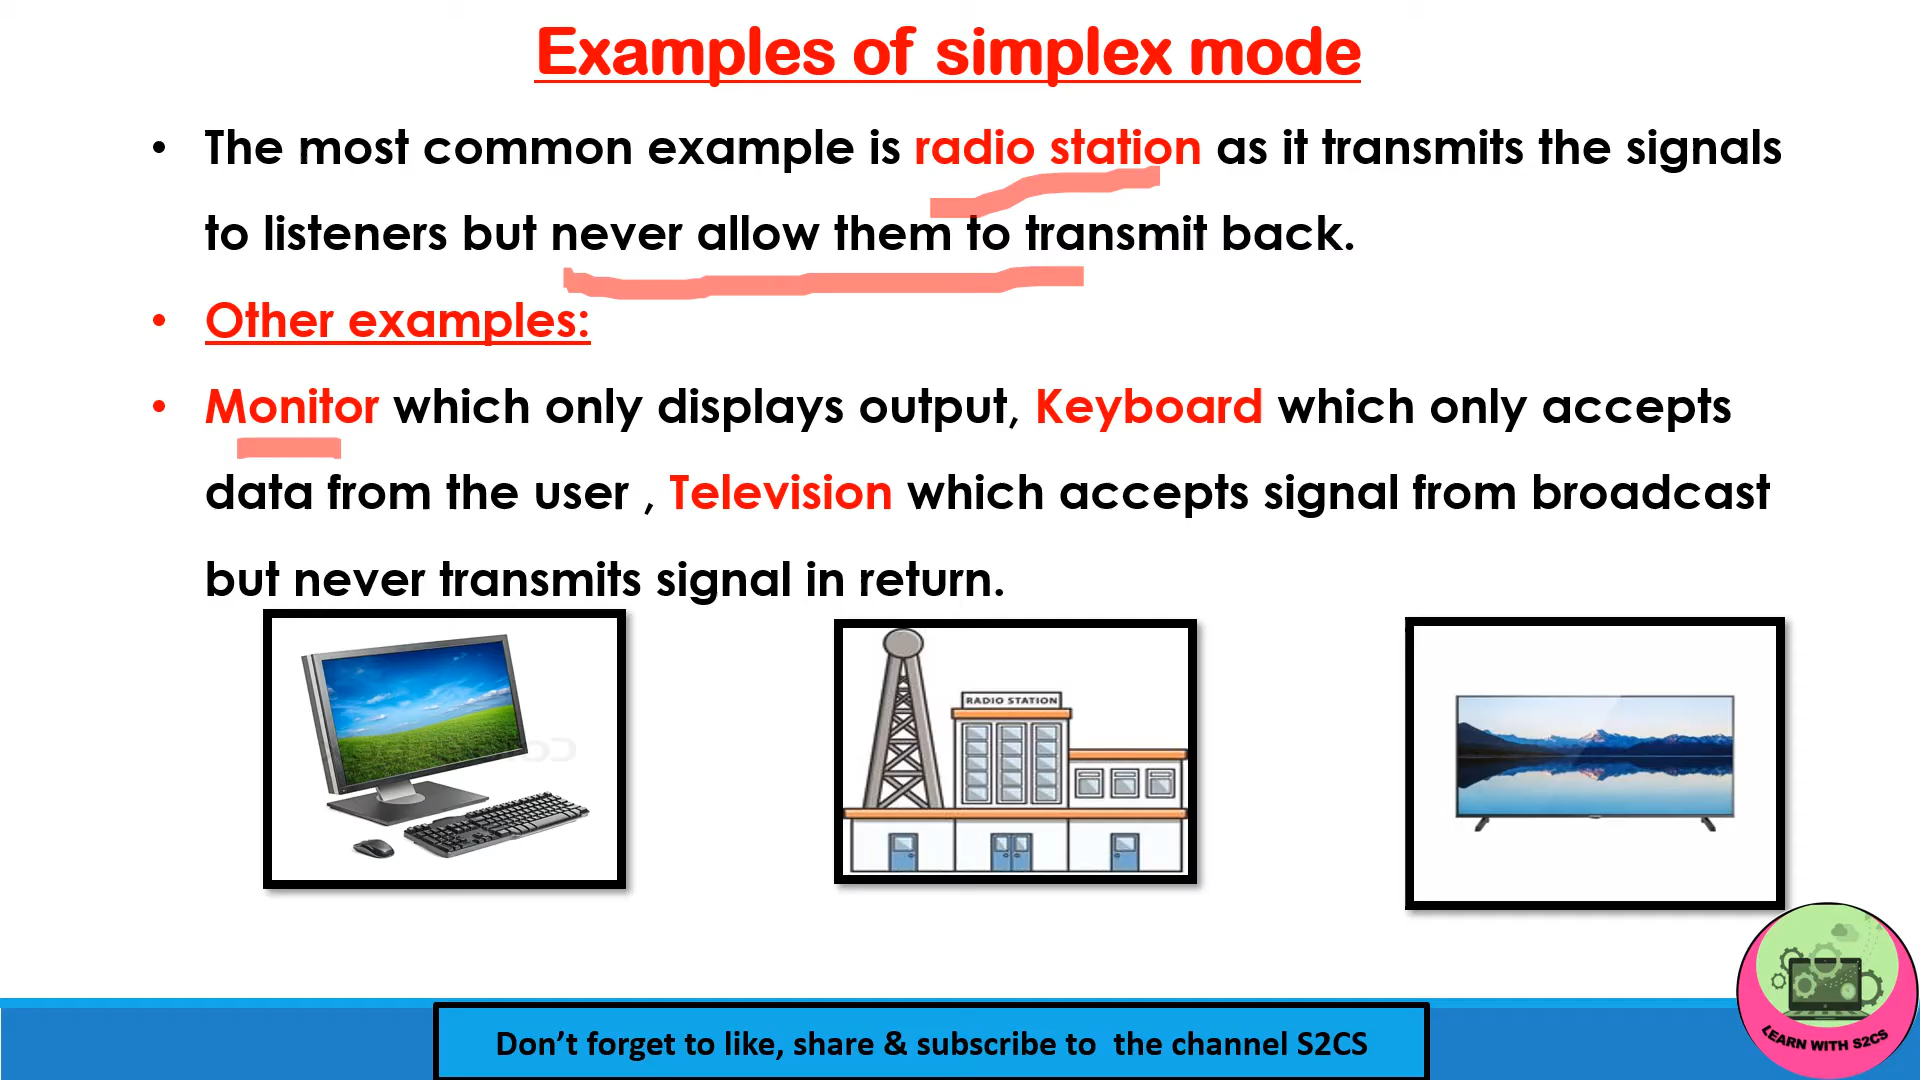 Examples of simplex mode
• The most common example is radio station as it transmits the signals
to listeners but never allow them to transmit back.
• Other examples:
• Monitor which only displays output, Keyboard which only accepts
data from the user , Television which accepts signal from broadcast
but never transmits signal in return.
RADIO STATION
LEARN WITH S2CS
Don’t forget to like, share & subscribe to  the channel S2CS